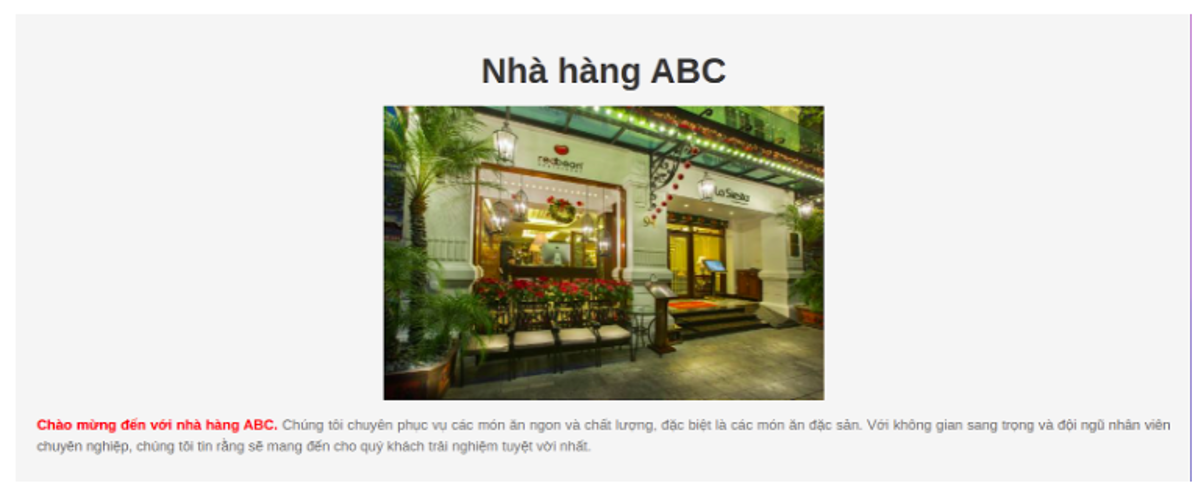 Nhà hàng ABC
redbean
La Siesta
Chào mừng đến với nhà hàng ABC. Chúng tôi chuyên phục vụ các món ăn ngon và chất lượng, đặc biệt là các món ăn đặc sản. Với không gian sang trọng và đội ngũ nhân viên
chuyên nghiệp, chúng tôi tin rằng sẽ mang đến cho quý khách trải nghiệm tuyệt vời nhất.